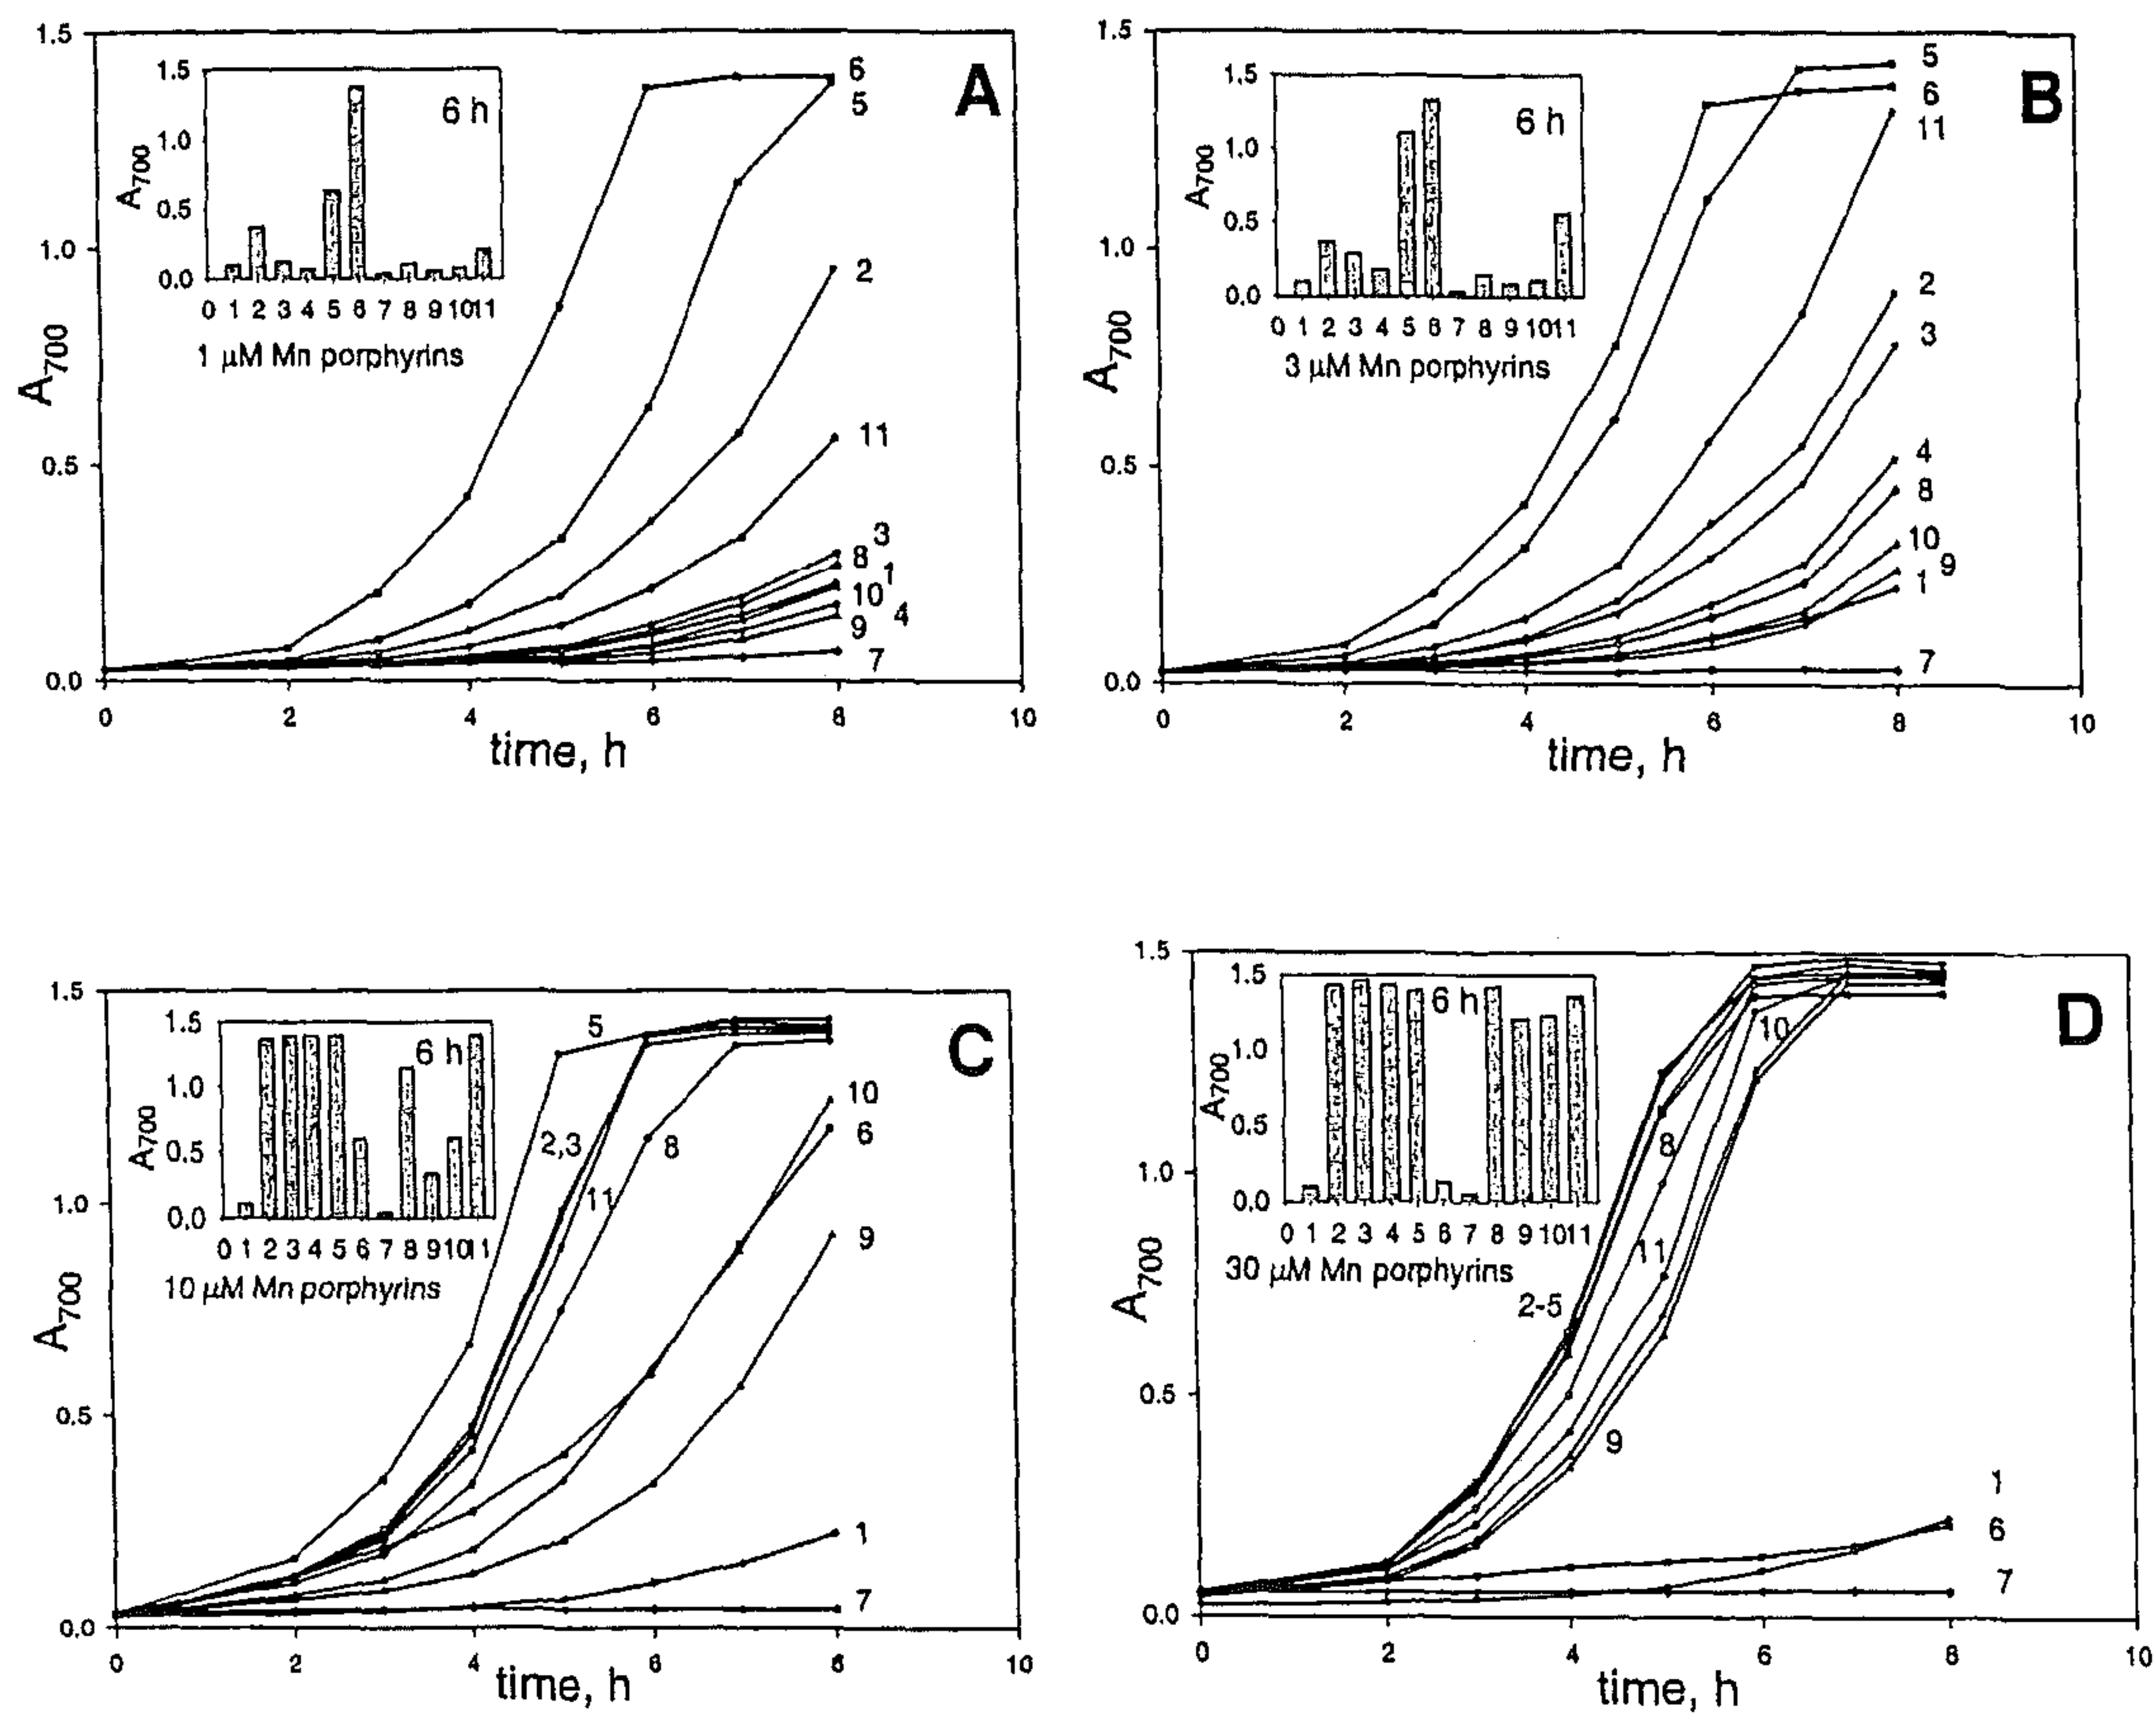 A
1.5
1.0
0.5
0.0
A700
0 2 4 6 8 10
time, h
1.5
1.0
0.5
0.0
A700
6 h
0 1 2 3 4 5 6 7 8 9 10 11
1 μM Mn porphyrins
6
5
2
11
3
8
1
10
4
9
7
B
1.5
1.0
0.5
0.0
A700
0 2 4 6 8 10
time, h
1.5
1.0
0.5
0.0
A700
6 h
0 1 2 3 4 5 6 7 8 9 10 11
3 μM Mn porphyrins
5
6
11
2
3
4
8
10
9
1
7
C
1.5
1.0
0.5
0.0
A700
0 2 4 6 8 10
time, h
1.5
1.0
0.5
0.0
A700
6 h
0 1 2 3 4 5 6 7 8 9 10 11
10 μM Mn porphyrins
5
2,3
11
8
10
6
9
1
7
D
1.5
1.0
0.5
0.0
A700
0 2 4 6 8 10
time, h
1.5
1.0
0.5
0.0
A700
6 h
0 1 2 3 4 5 6 7 8 9 10 11
30 μM Mn porphyrins
10
8
11
2-5
9
1
6
7